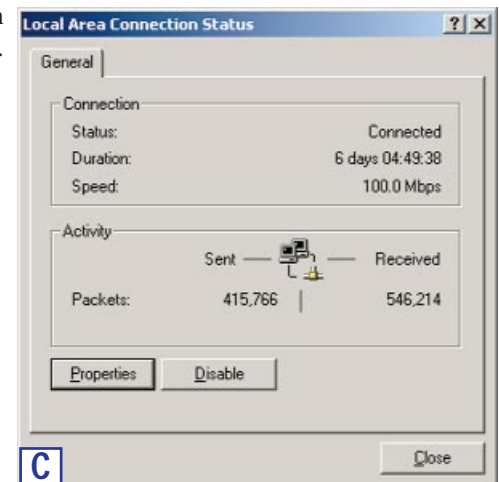 Local Area Connection Status
General
Connection
Status: Connected
Duration: 6 days 04:49:38
Speed: 100.0 Mbps
Activity
Sent Received
Packets: 415,766 546,214
Properties Disable
Close
C